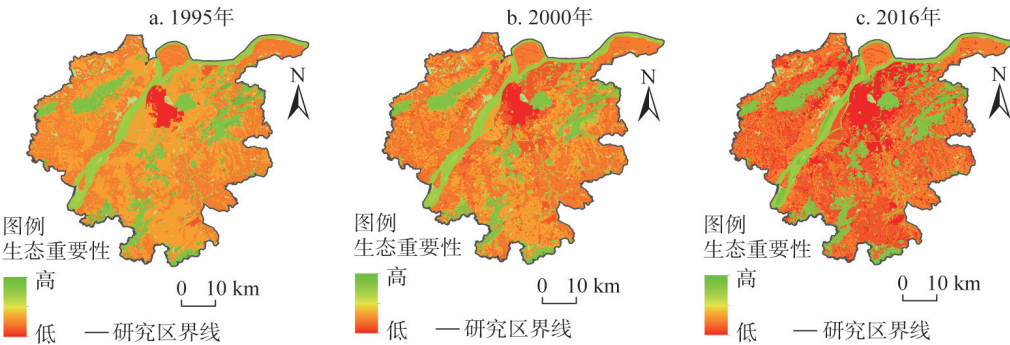 a. 1995年
N
图例
生态重要性
高
低
0 10 km
研究区界线
b. 2000年
N
图例
生态重要性
高
低
0 10 km
研究区界线
c. 2016年
N
图例
生态重要性
高
低
0 10 km
研究区界线